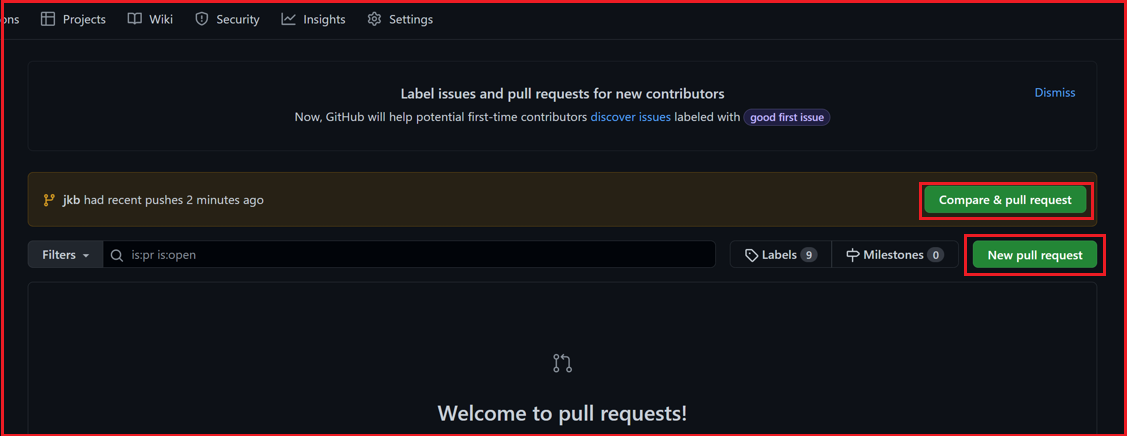 ons Projects Wiki Security Insights Settings
Label issues and pull requests for new contributors
Dismiss
Now, GitHub will help potential first-time contributors discover issues labeled with good first issue
jkb had recent pushes 2 minutes ago Compare & pull request
Filters is:pr is:open Labels 9 Milestones 0 New pull request
Welcome to pull requests!